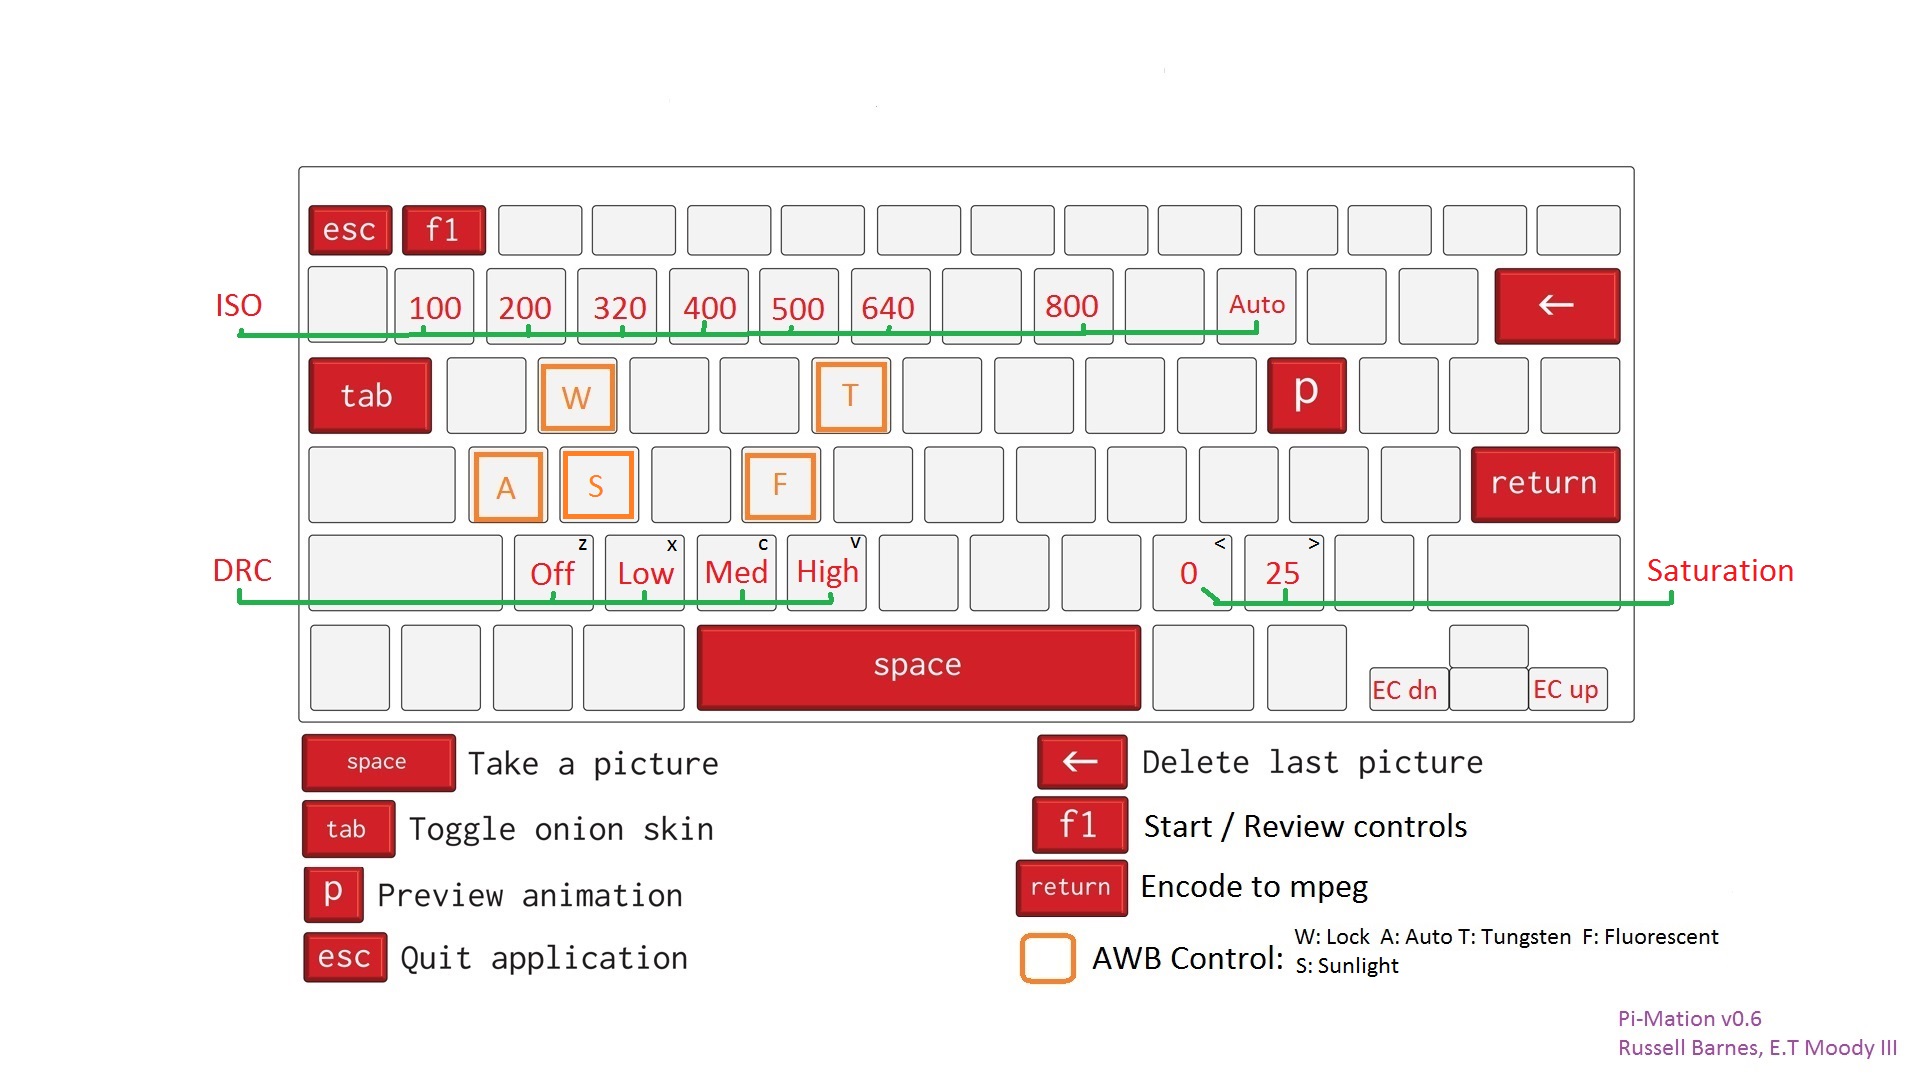 esc f1
ISO 100 200 320 400 500 640 800 Auto ←
tab W T p
A S F return
z x c v < >
DRC Off Low Med High 0 25 Saturation
space EC dn EC up
space Take a picture
tab Toggle onion skin
p Preview animation
esc Quit application
← Delete last picture
f1 Start / Review controls
return Encode to mpeg
AWB Control: W: Lock A: Auto T: Tungsten F: Fluorescent
S: Sunlight
Pi-Mation v0.6
Russell Barnes, E.T Moody III